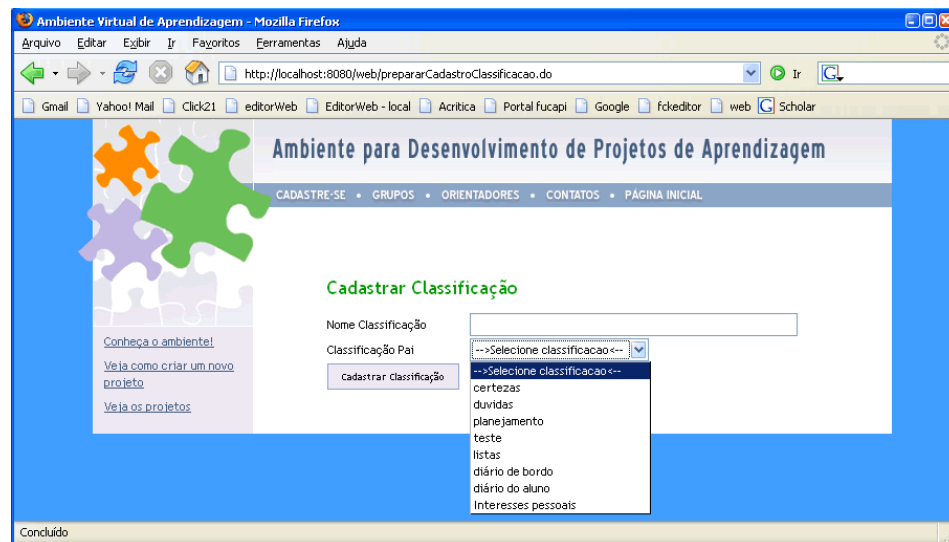 Ambiente Virtual de Aprendizagem - Mozilla Firefox
Arquivo Editar Exibir Ir Favoritos Ferramentas Ajuda
http://localhost:8080/web/prepararCadastroClassificacao.do Ir G
Gmail Yahoo! Mail Click21 editorWeb EditorWeb - local Acritica Portal fucapi Google fckeditor web G Scholar
Ambiente para Desenvolvimento de Projetos de Aprendizagem
CADASTRE-SE • GRUPOS • ORIENTADORES • CONTATOS • PÁGINA INICIAL
Cadastrar Classificação
Nome Classificação
Classificação Pai -->Selecione classificacao<--
Cadastrar Classificação
-->Selecione classificacao<--
certezas
duvidas
planejamento
teste
listas
diário de bordo
diário do aluno
Interesses pessoais
Conheça o ambiente!
Veja como criar um novo
projeto
Veja os projetos
Concluído